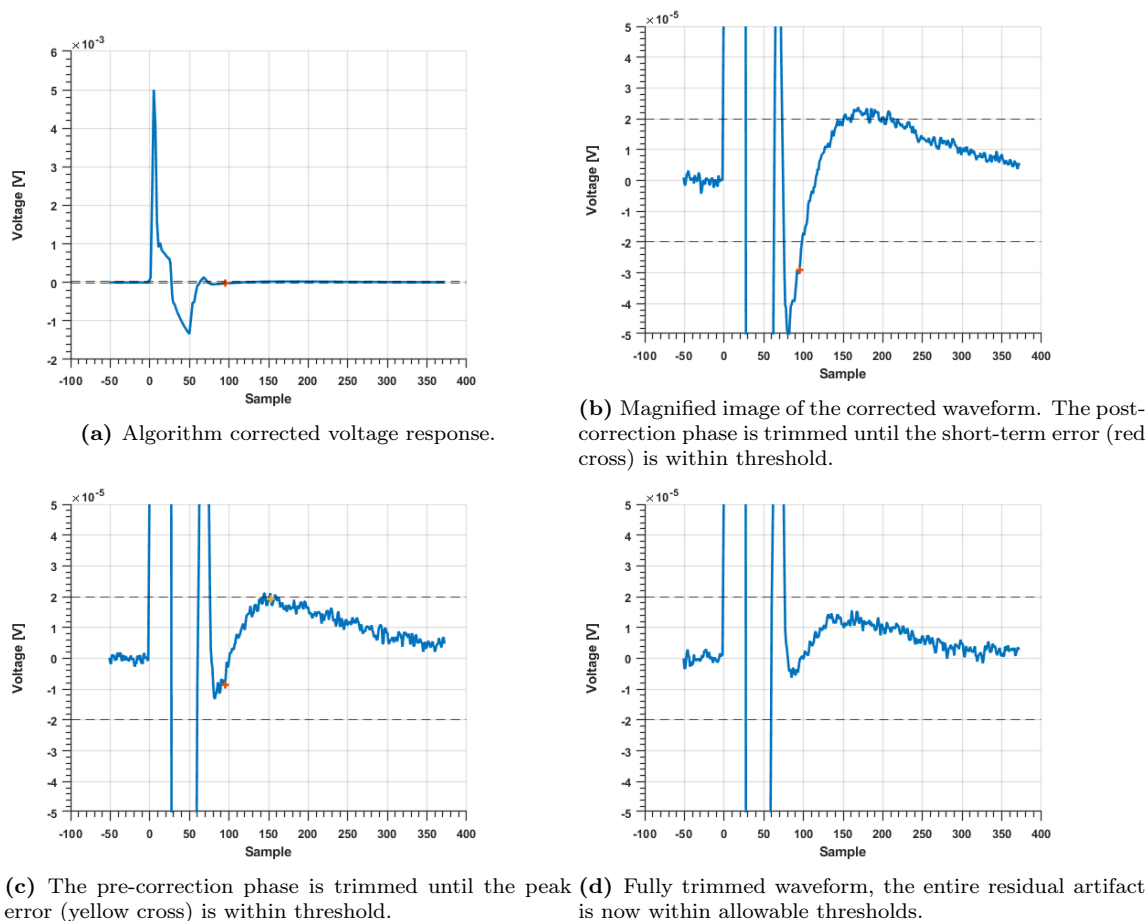 ×10⁻³
6
5
4
3
2
1
0
-1
-2
Voltage [V]
-100 -50 0 50 100 150 200 250 300 350 400
Sample
(a) Algorithm corrected voltage response.
×10⁻⁵
5
4
3
2
1
0
-1
-2
-3
-4
-5
Voltage [V]
-100 -50 0 50 100 150 200 250 300 350 400
Sample
(b) Magnified image of the corrected waveform. The post-
correction phase is trimmed until the short-term error (red
cross) is within threshold.
×10⁻⁵
5
4
3
2
1
0
-1
-2
-3
-4
-5
Voltage [V]
-100 -50 0 50 100 150 200 250 300 350 400
Sample
(c) The pre-correction phase is trimmed until the peak
error (yellow cross) is within threshold.
×10⁻⁵
5
4
3
2
1
0
-1
-2
-3
-4
-5
Voltage [V]
-100 -50 0 50 100 150 200 250 300 350 400
Sample
(d) Fully trimmed waveform, the entire residual artifact
is now within allowable thresholds.